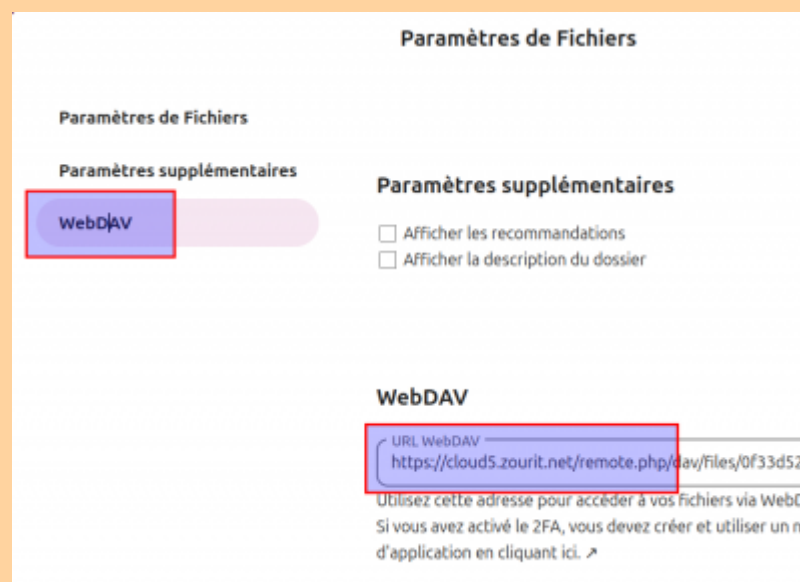 Paramètres de Fichiers
Paramètres de Fichiers
Paramètres supplémentaires
WebDAV
Paramètres supplémentaires
Afficher les recommandations
Afficher la description du dossier
WebDAV
URL WebDAV
https://cloud5.zourit.net/remote.php/dav/files/0f33d52
Utilisez cette adresse pour accéder à vos fichiers via WebD
Si vous avez activé le 2FA, vous devez créer et utiliser un
d'application en cliquant ici. ↗